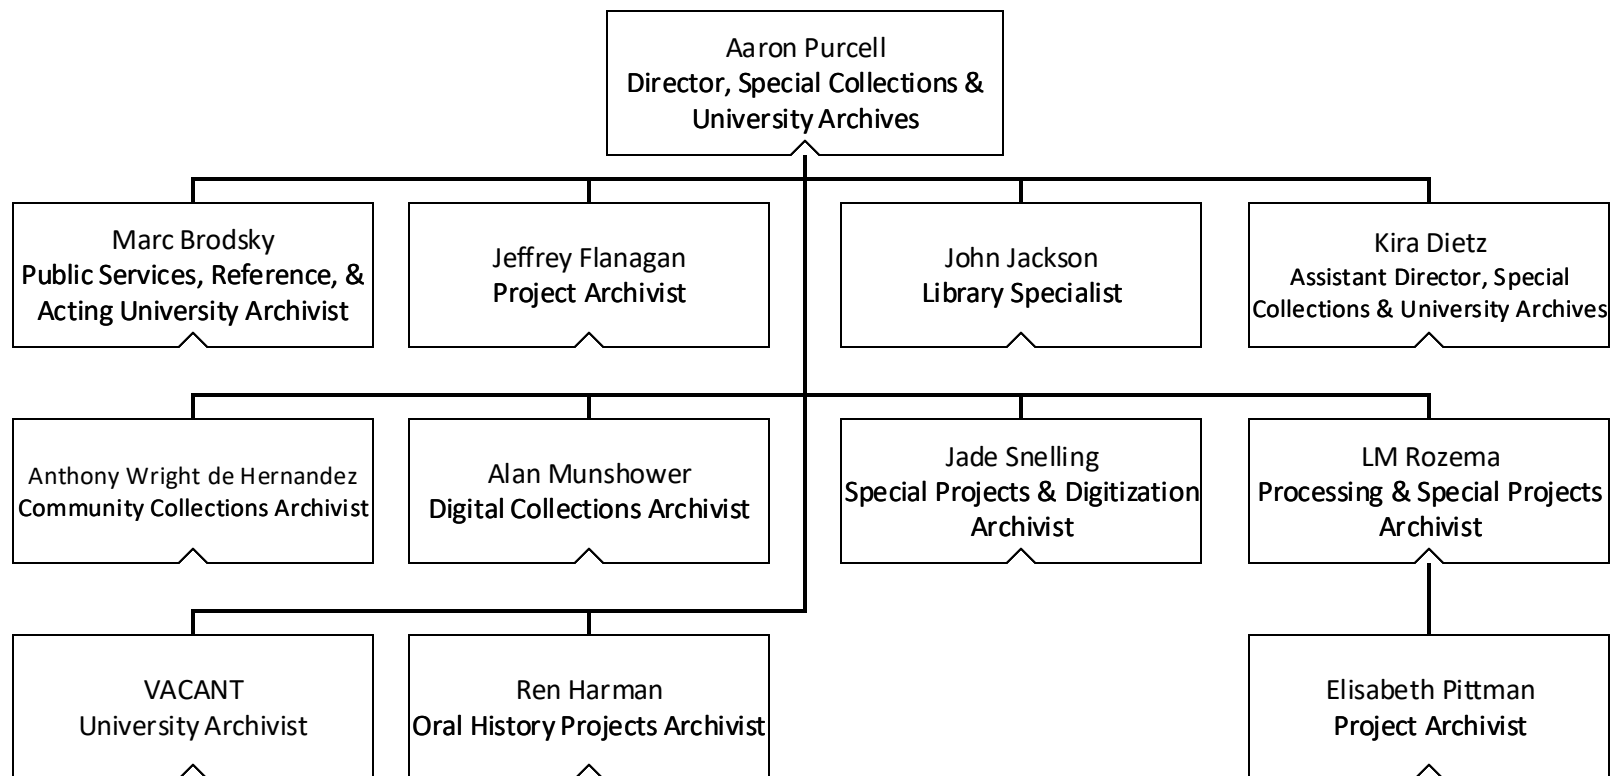 Aaron Purcell
Director, Special Collections &
University Archives
Marc Brodsky
Public Services, Reference, &
Acting University Archivist
Jeffrey Flanagan
Project Archivist
John Jackson
Library Specialist
Kira Dietz
Assistant Director, Special
Collections & University Archives
Anthony Wright de Hernandez
Community Collections Archivist
Alan Munshower
Digital Collections Archivist
Jade Snelling
Special Projects & Digitization
Archivist
LM Rozema
Processing & Special Projects
Archivist
VACANT
University Archivist
Ren Harman
Oral History Projects Archivist
Elisabeth Pittman
Project Archivist